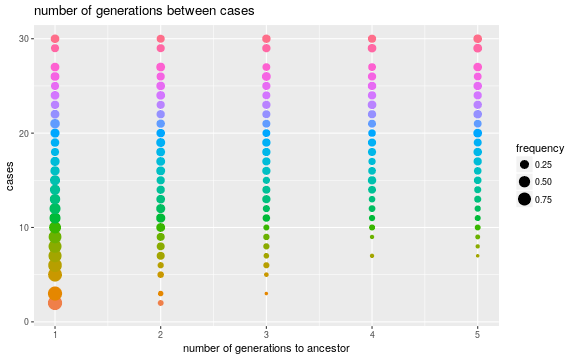 number of generations between cases
cases
30
20
10
0
1 2 3 4 5
number of generations to ancestor
frequency
0.25
0.50
0.75